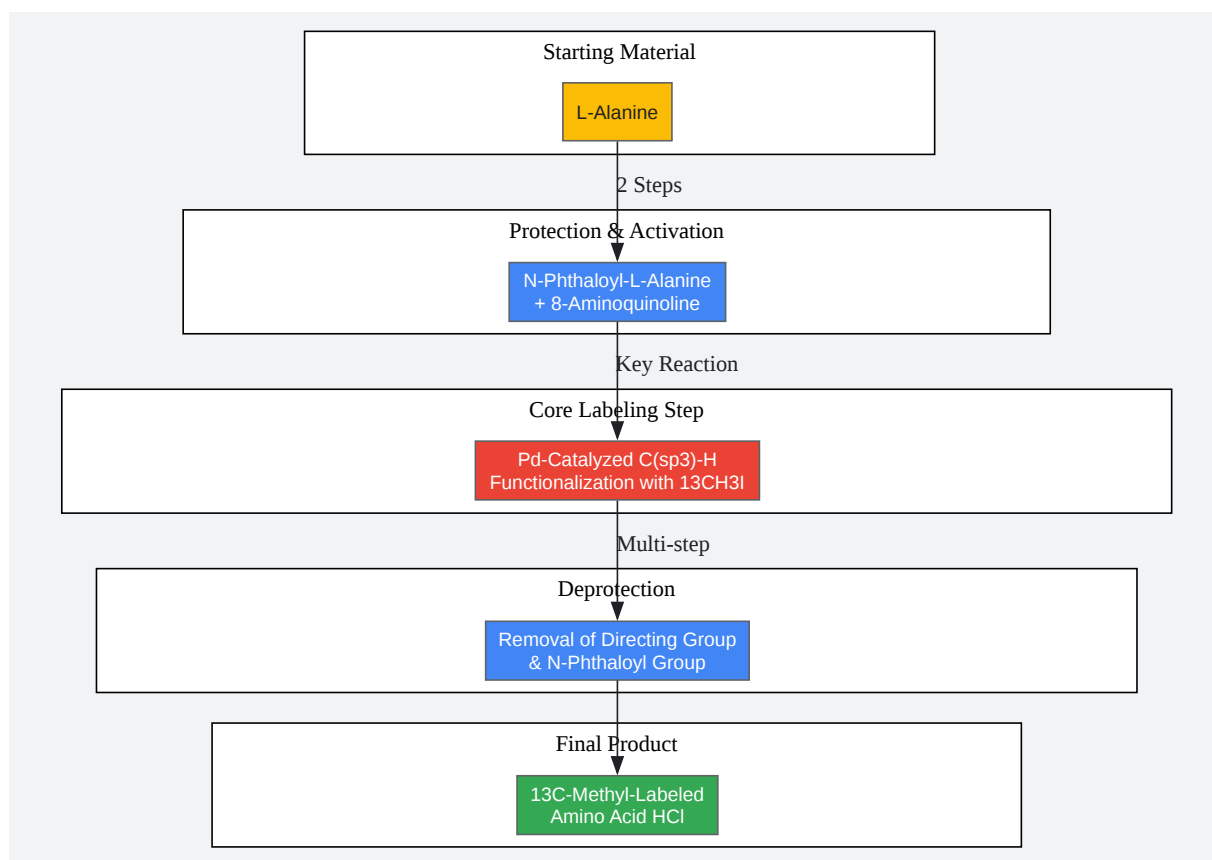 Starting Material
L-Alanine
2 Steps
Protection & Activation
N-Phthaloyl-L-Alanine
+ 8-Aminoquinoline
Key Reaction
Core Labeling Step
Pd-Catalyzed C(sp3)-H
Functionalization with 13CH3I
Multi-step
Deprotection
Removal of Directing Group
& N-Phthaloyl Group
Final Product
13C-Methyl-Labeled
Amino Acid HCl